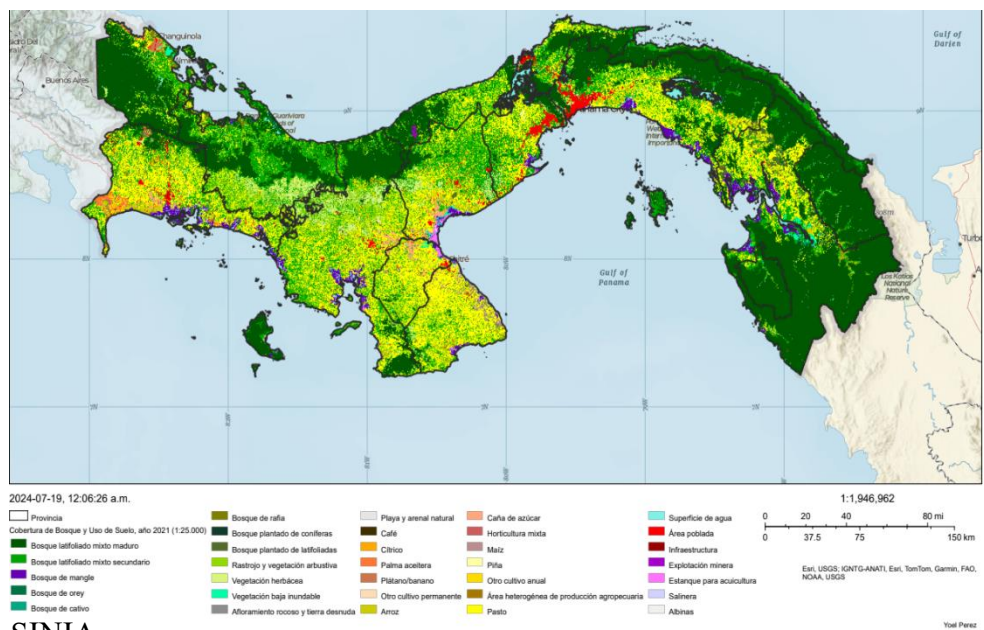 Changuinola
Buenos Aires
Gulf of
Darien
Gulf of
Panama
Los Katios
National
Nature
Reserve
2024-07-19, 12:06:26 a.m.
1:1,946,962
Provincia
Cobertura de Bosque y Uso de Suelo, año 2021 (1:25.000)
Bosque latifoliado mixto maduro
Bosque latifoliado mixto secundario
Bosque de mangle
Bosque de orey
Bosque de cativo
Bosque de rafia
Bosque plantado de coníferas
Bosque plantado de latifoliadas
Rastrojo y vegetación arbustiva
Vegetación herbácea
Vegetación baja inundable
Afloramiento rocoso y tierra desnuda
Playa y arenal natural
Café
Cítrico
Palma aceitera
Plátano/banano
Otro cultivo permanente
Arroz
Caña de azúcar
Horticultura mixta
Maíz
Piña
Otro cultivo anual
Área heterogénea de producción agropecuaria
Pasto
Superficie de agua
Área poblada
Infraestructura
Explotación minera
Estanque para acuicultura
Salinera
Albinas
0 20 40 80 mi
0 37.5 75 150 km
Esri, USGS; IGNTG-ANATI, Esri, TomTom, Garmin, FAO,
NOAA, USGS
SINIA
Yoel Perez